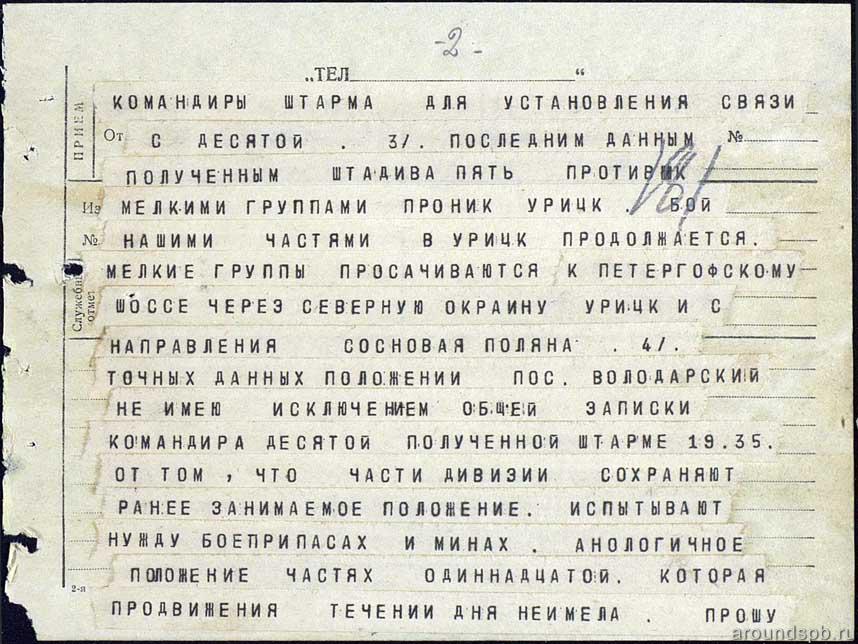 -2-
„ТЕЛ“
КОМАНДИРЫ ШТАРМА ДЛЯ УСТАНОВЛЕНИЯ СВЯЗИ
ПРИЕМ
От С ДЕСЯТОЙ . 3/. ПОСЛЕДНИМ ДАННЫМ №
ПОЛУЧЕННЫМ ШТАДИВА ПЯТЬ ПРОТИВНИК
Из МЕЛКИМИ ГРУППАМИ ПРОНИК УРИЦК . БОЙ
№ НАШИМИ ЧАСТЯМИ В УРИЦК ПРОДОЛЖАЕТСЯ.
МЕЛКИЕ ГРУППЫ ПРОСАЧИВАЮТСЯ К ПЕТЕРГОФСКОМУ
ШОССЕ ЧЕРЕЗ СЕВЕРНУЮ ОКРАИНУ УРИЦК И С
НАПРАВЛЕНИЯ СОСНОВАЯ ПОЛЯНА . 4/.
ТОЧНЫХ ДАННЫХ ПОЛОЖЕНИИ ПОС. ВОЛОДАРСКИЙ
НЕ ИМЕЮ ИСКЛЮЧЕНИЕМ ОБЩЕЙ ЗАПИСКИ
КОМАНДИРА ДЕСЯТОЙ ПОЛУЧЕННОЙ ШТАРМЕ 19.35.
ОТ ТОМ , ЧТО ЧАСТИ ДИВИЗИИ СОХРАНЯЮТ
РАНЕЕ ЗАНИМАЕМОЕ ПОЛОЖЕНИЕ. ИСПЫТЫВАЮТ
НУЖДУ БОЕПРИПАСАХ И МИНАХ . АНОЛОГИЧНОЕ
ПОЛОЖЕНИЕ ЧАСТЯХ ОДИННАДЦАТОЙ. КОТОРАЯ
2-я
ПРОДВИЖЕНИЯ ТЕЧЕНИИ ДНЯ НЕИМЕЛА . ПРОШУ
aroundspb.ru